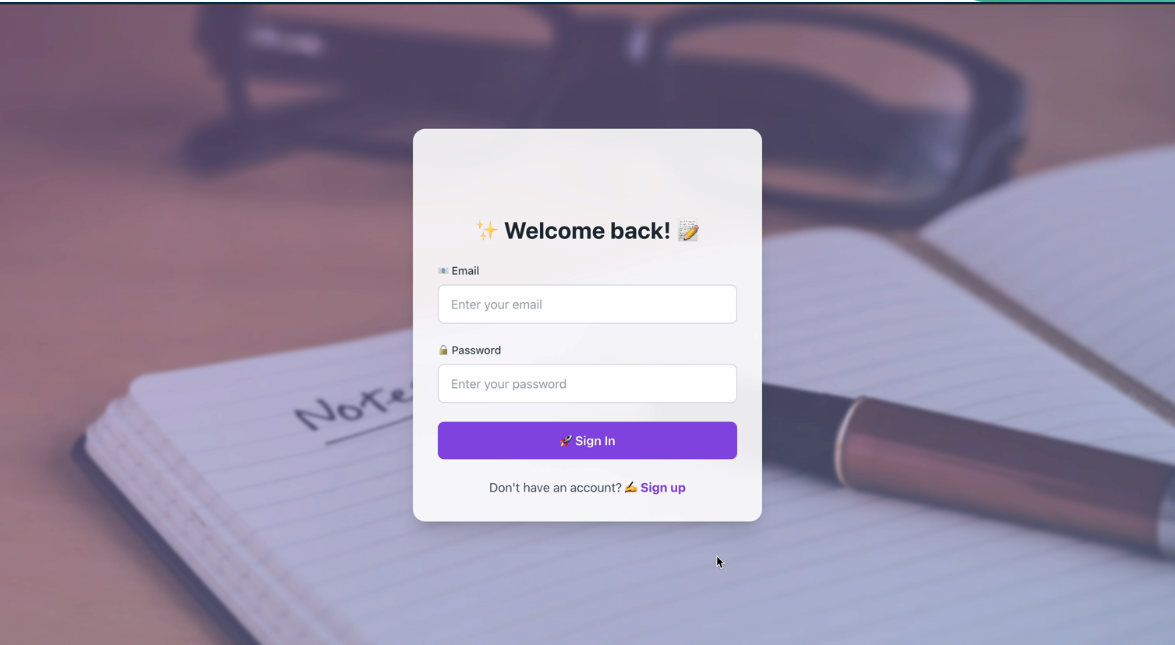 ✨ Welcome back! 📝
📧 Email
Enter your email
🔒 Password
Enter your password
🚀 Sign In
Don't have an account? ✍️ Sign up
Note